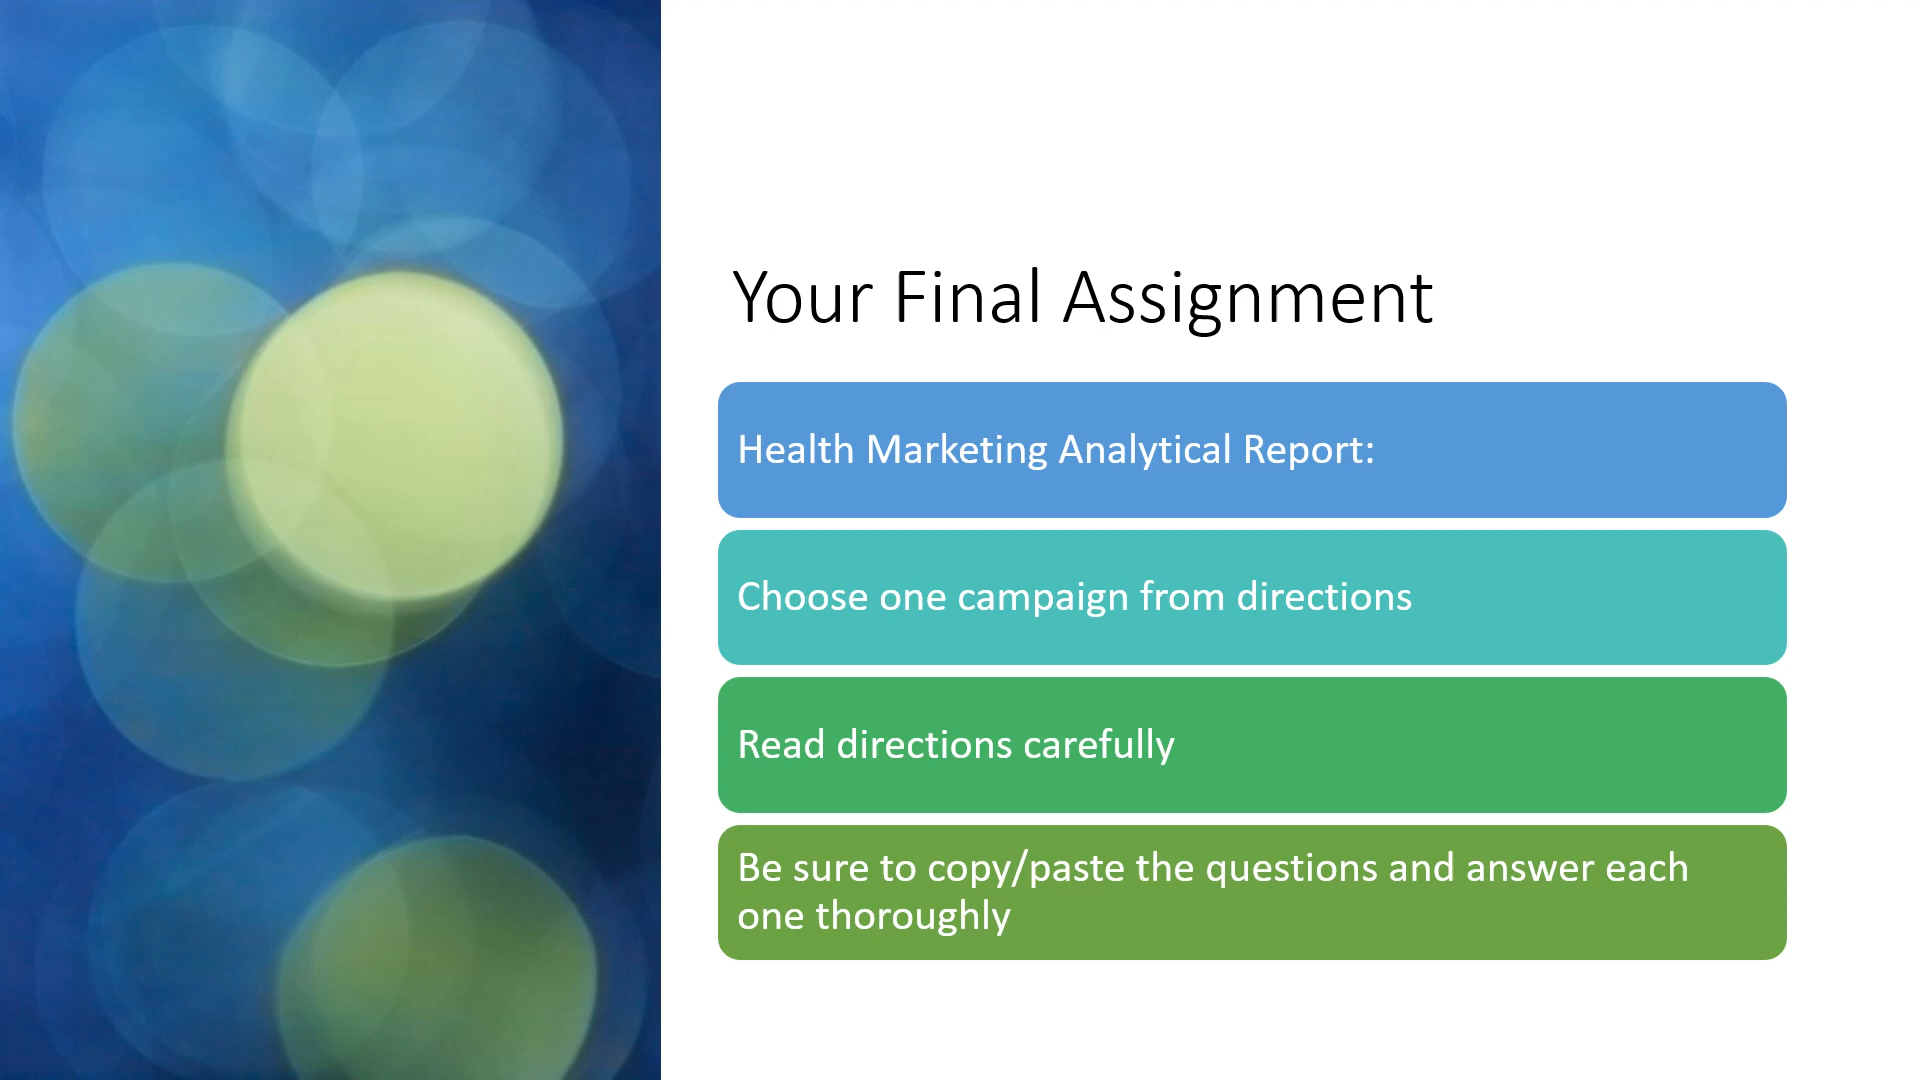 Your Final Assignment
Health Marketing Analytical Report:
Choose one campaign from directions
Read directions carefully
Be sure to copy/paste the questions and answer each
one thoroughly